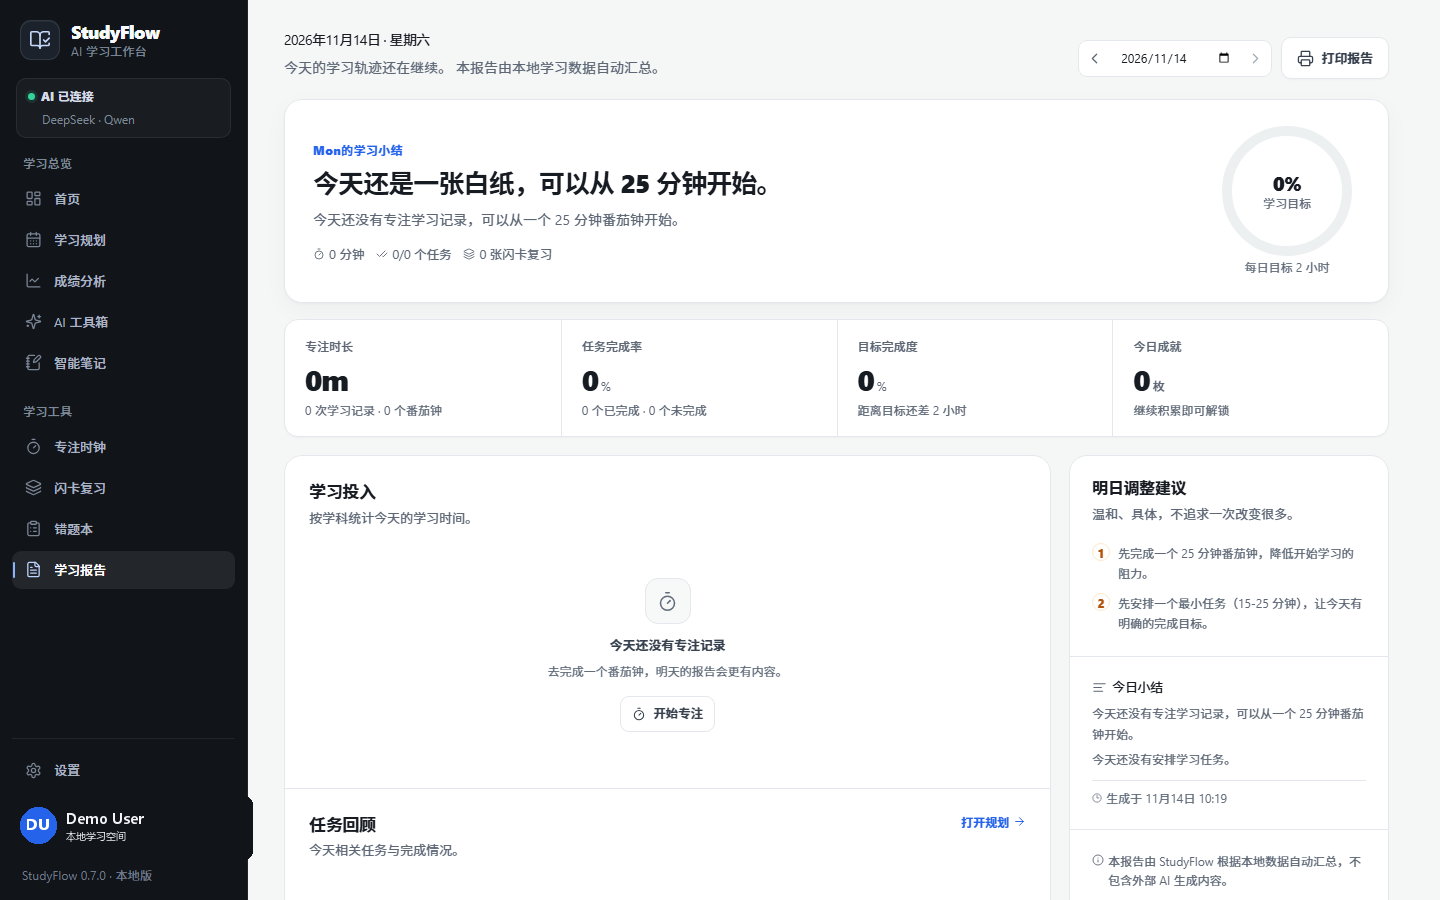 StudyFlow
AI 学习工作台
AI 已连接
DeepSeek · Qwen
学习总览
首页
学习规划
成绩分析
AI 工具箱
智能笔记
学习工具
专注时钟
闪卡复习
错题本
学习报告
设置
DU
Demo User
本地学习空间
StudyFlow 0.7.0 · 本地版
2026年11月14日 · 星期六
今天的学习轨迹还在继续。 本报告由本地学习数据自动汇总。
2026/11/14
打印报告
Mon的学习小结
今天还是一张白纸，可以从 25 分钟开始。
今天还没有专注学习记录，可以从一个 25 分钟番茄钟开始。
0 分钟 0/0 个任务 0 张闪卡复习
0%
学习目标
每日目标 2 小时
专注时长
0m
0 次学习记录 · 0 个番茄钟
任务完成率
0 %
0 个已完成 · 0 个未完成
目标完成度
0 %
距离目标还差 2 小时
今日成就
0 枚
继续积累即可解锁
学习投入
按学科统计今天的学习时间。
今天还没有专注记录
去完成一个番茄钟，明天的报告会更有内容。
开始专注
任务回顾
今天相关任务与完成情况。
打开规划
明日调整建议
温和、具体，不追求一次改变很多。
1 先完成一个 25 分钟番茄钟，降低开始学习的
阻力。
2 先安排一个最小任务（15-25 分钟），让今天有
明确的完成目标。
今日小结
今天还没有专注学习记录，可以从一个 25 分钟番茄
钟开始。
今天还没有安排学习任务。
生成于 11月14日 10:19
本报告由 StudyFlow 根据本地数据自动汇总，不
包含外部 AI 生成内容。